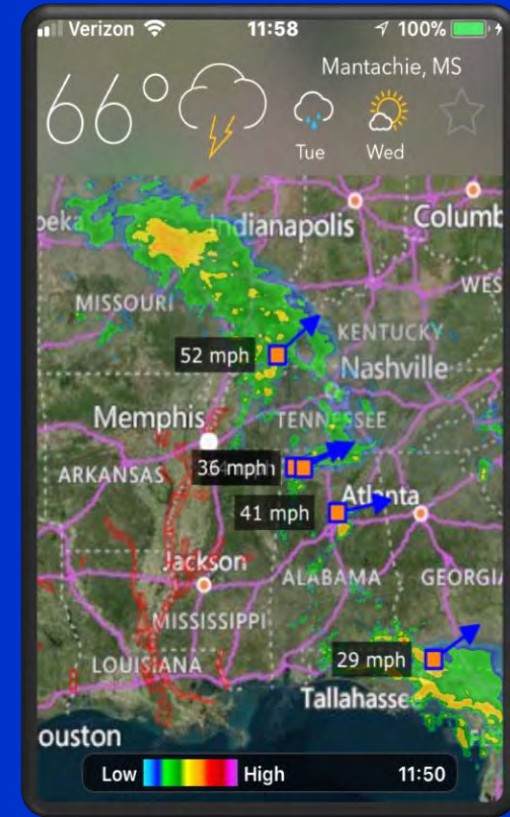 Verizon 11:58 100%
66° Mantachie, MS
Tue Wed
Indianapolis Columb
MISSOURI WES
KENTUCKY
52 mph Nashville
Memphis TENNESSEE
ARKANSAS 36 mph
41 mph Atlanta
Jackson ALABAMA GEORGIA
MISSISSIPPI
LOUISIANA 29 mph
Tallahasse
ouston
Low High 11:50